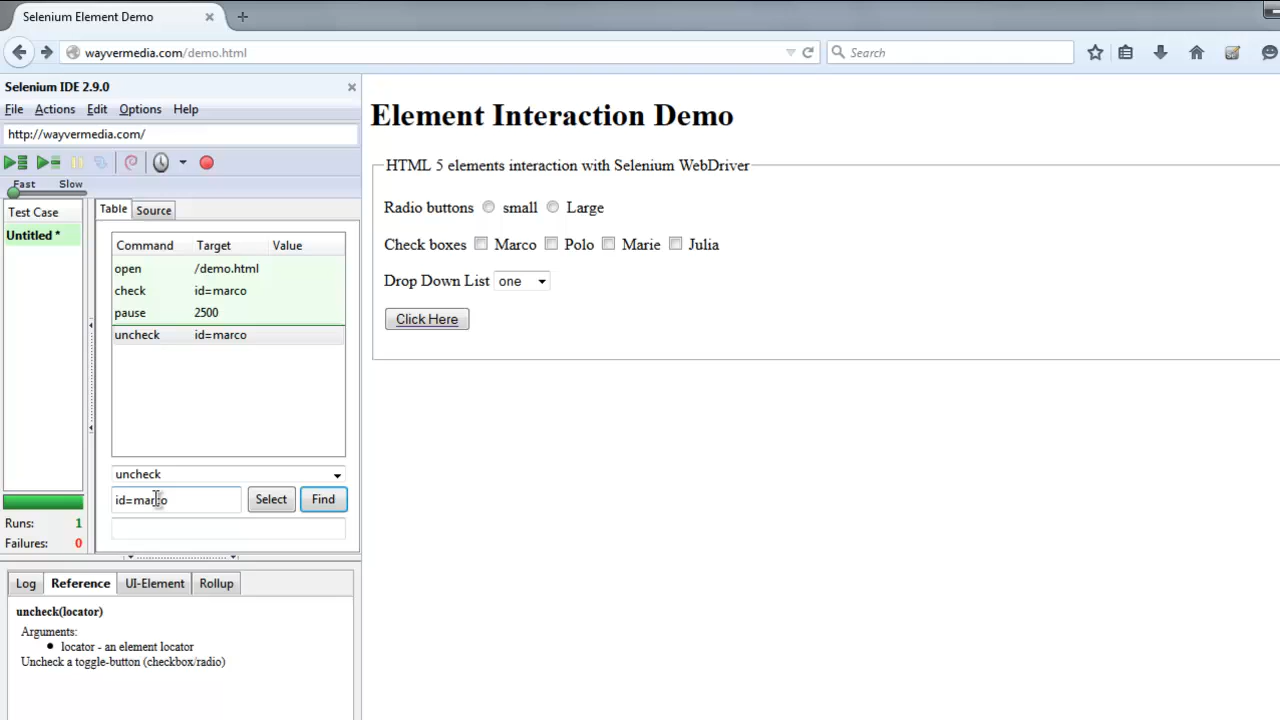 Selenium Element Demo
wayvermedia.com/demo.html
Search
Selenium IDE 2.9.0
File Actions Edit Options Help
http://wayvermedia.com/
Fast Slow
Test Case
Untitled *
Table Source
Command Target Value
open /demo.html
check id=marco
pause 2500
uncheck id=marco
uncheck
id=marco
Select Find
Runs: 1
Failures: 0
Log Reference UI-Element Rollup
uncheck(locator)
Arguments:
locator - an element locator
Uncheck a toggle-button (checkbox/radio)
Element Interaction Demo
HTML 5 elements interaction with Selenium WebDriver
Radio buttons small Large
Check boxes Marco Polo Marie Julia
Drop Down List one
Click Here